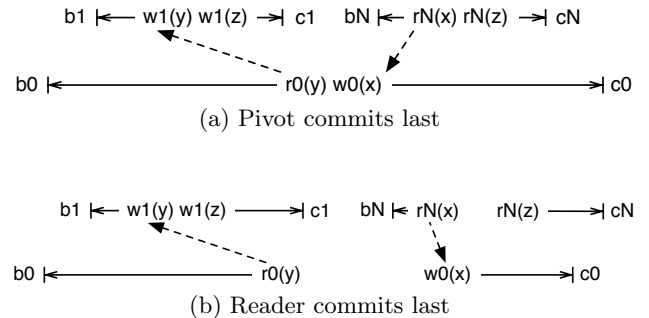 b1 w1(y) w1(z) c1 bN rN(x) rN(z) cN
b0 r0(y) w0(x) c0
(a) Pivot commits last
b1 w1(y) w1(z) c1 bN rN(x) rN(z) cN
b0 r0(y) w0(x) c0
(b) Reader commits last